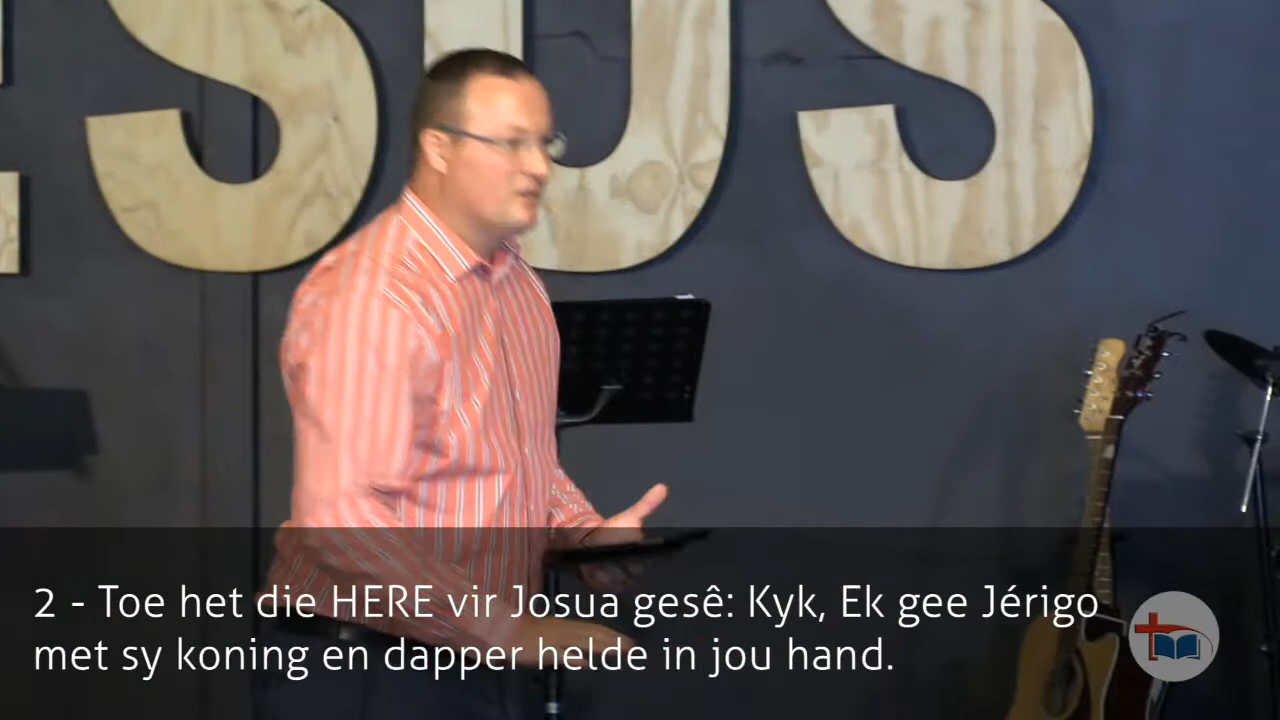 ESUS
2 - Toe het die HERE vir Josua gesê: Kyk, Ek gee Jérigo
met sy koning en dapper helde in jou hand.